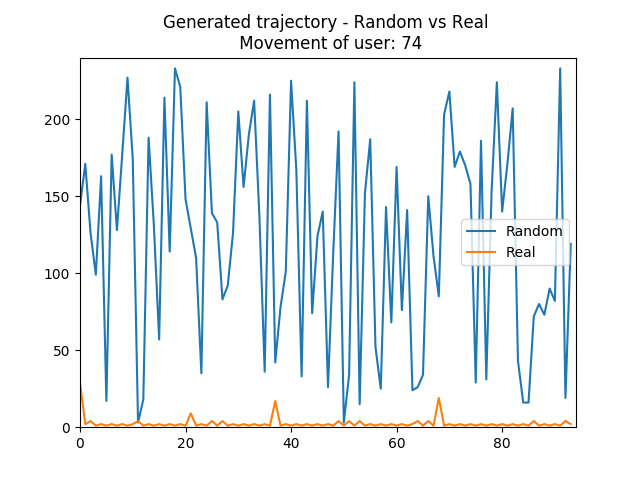 Generated trajectory - Random vs Real
Movement of user: 74
200
150
100
50
0
0 20 40 60 80
Random
Real